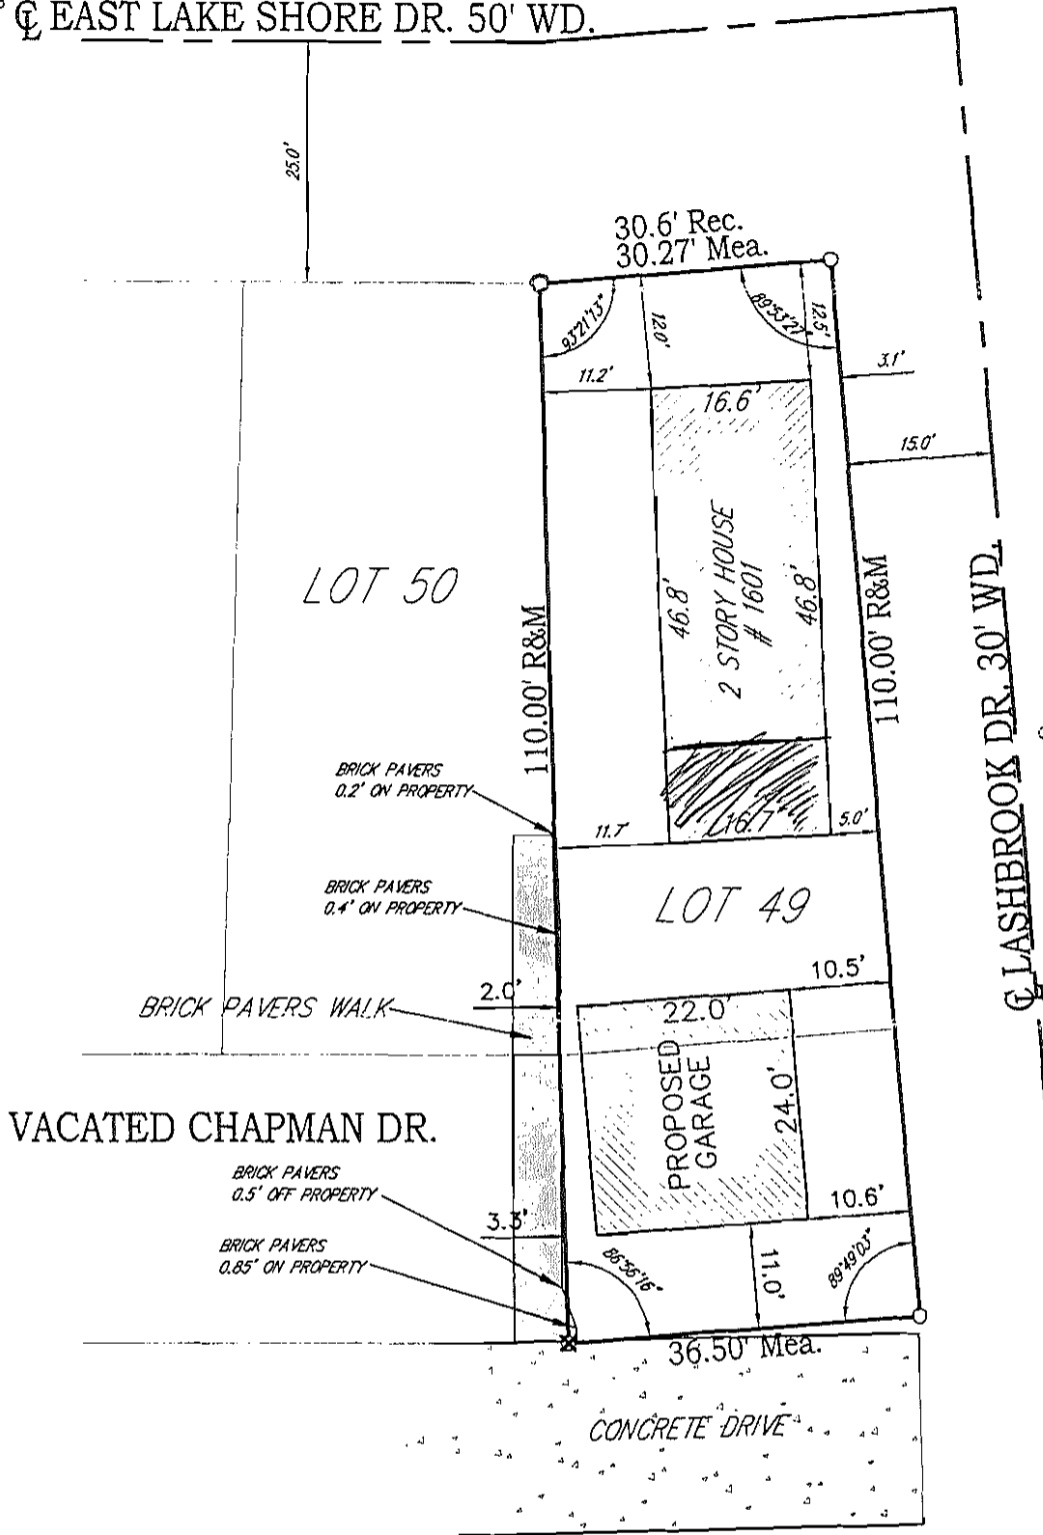 ℄ EAST LAKE SHORE DR. 50' WD.
25.0'
30.6' Rec.
30.27' Mea.
93°21'13"
12.0'
89°53'27"
12.5'
11.2'
16.6'
3.1'
15.0'
LOT 50
110.00' R&M
46.8'
2 STORY HOUSE
# 1601
46.8'
110.00' R&M
℄ LASHBROOK DR. 30' WD.
BRICK PAVERS
0.2' ON PROPERTY
11.7'
16.7'
5.0'
BRICK PAVERS
0.4' ON PROPERTY
LOT 49
10.5'
2.0'
22.0'
BRICK PAVERS WALK
PROPOSED
GARAGE
24.0'
VACATED CHAPMAN DR.
BRICK PAVERS
0.5' OFF PROPERTY
3.3'
10.6'
BRICK PAVERS
0.85' ON PROPERTY
86°56'16"
11.0'
89°49'03"
36.50' Mea.
CONCRETE DRIVE